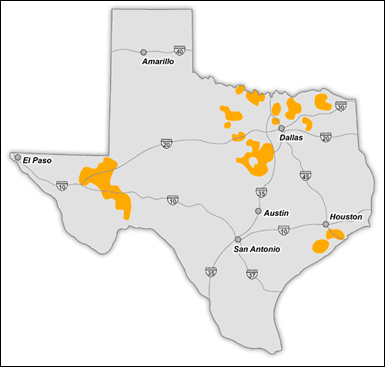 40
Amarillo
30
Dallas
20
20
El Paso
45
10
35
10
Austin
Houston
10
San Antonio
35
37